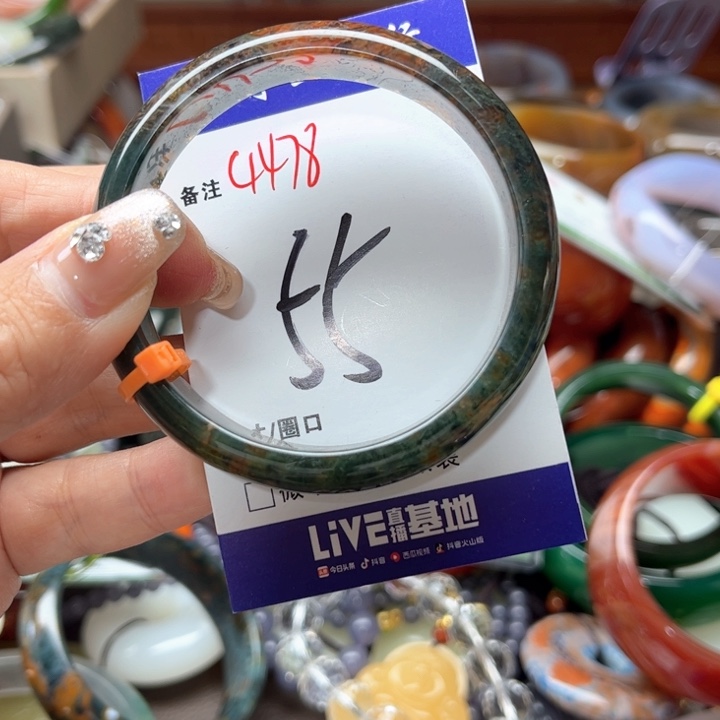 备注 4478
55
/圈口
LiVE直播基地
今日头条 抖音 西瓜视频 抖音火山版